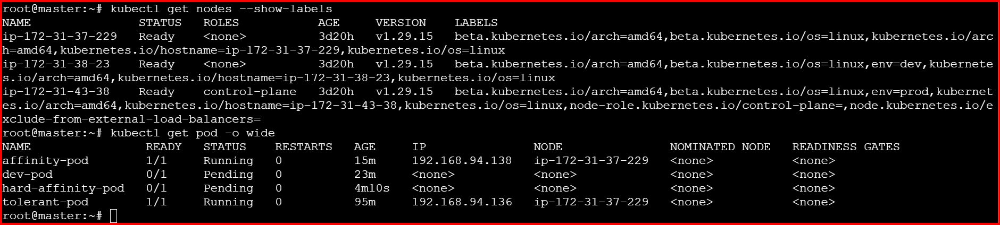 root@master:~# kubectl get nodes --show-labels
NAME               STATUS   ROLES           AGE     VERSION    LABELS
ip-172-31-37-229   Ready    <none>          3d20h   v1.29.15   beta.kubernetes.io/arch=amd64,beta.kubernetes.io/os=linux,kubernetes.io/arc
h=amd64,kubernetes.io/hostname=ip-172-31-37-229,kubernetes.io/os=linux
ip-172-31-38-23    Ready    <none>          3d20h   v1.29.15   beta.kubernetes.io/arch=amd64,beta.kubernetes.io/os=linux,env=dev,kubernete
s.io/arch=amd64,kubernetes.io/hostname=ip-172-31-38-23,kubernetes.io/os=linux
ip-172-31-43-38    Ready    control-plane   3d20h   v1.29.15   beta.kubernetes.io/arch=amd64,beta.kubernetes.io/os=linux,env=prod,kubernet
es.io/arch=amd64,kubernetes.io/hostname=ip-172-31-43-38,kubernetes.io/os=linux,node-role.kubernetes.io/control-plane=,node.kubernetes.io/e
xclude-from-external-load-balancers=
root@master:~# kubectl get pod -o wide
NAME                READY   STATUS    RESTARTS   AGE     IP               NODE               NOMINATED NODE   READINESS GATES
affinity-pod        1/1     Running   0          15m     192.168.94.138   ip-172-31-37-229   <none>           <none>
dev-pod             0/1     Pending   0          23m     <none>           <none>             <none>           <none>
hard-affinity-pod   0/1     Pending   0          4m10s   <none>           <none>             <none>           <none>
tolerant-pod        1/1     Running   0          95m     192.168.94.136   ip-172-31-37-229   <none>           <none>
root@master:~#